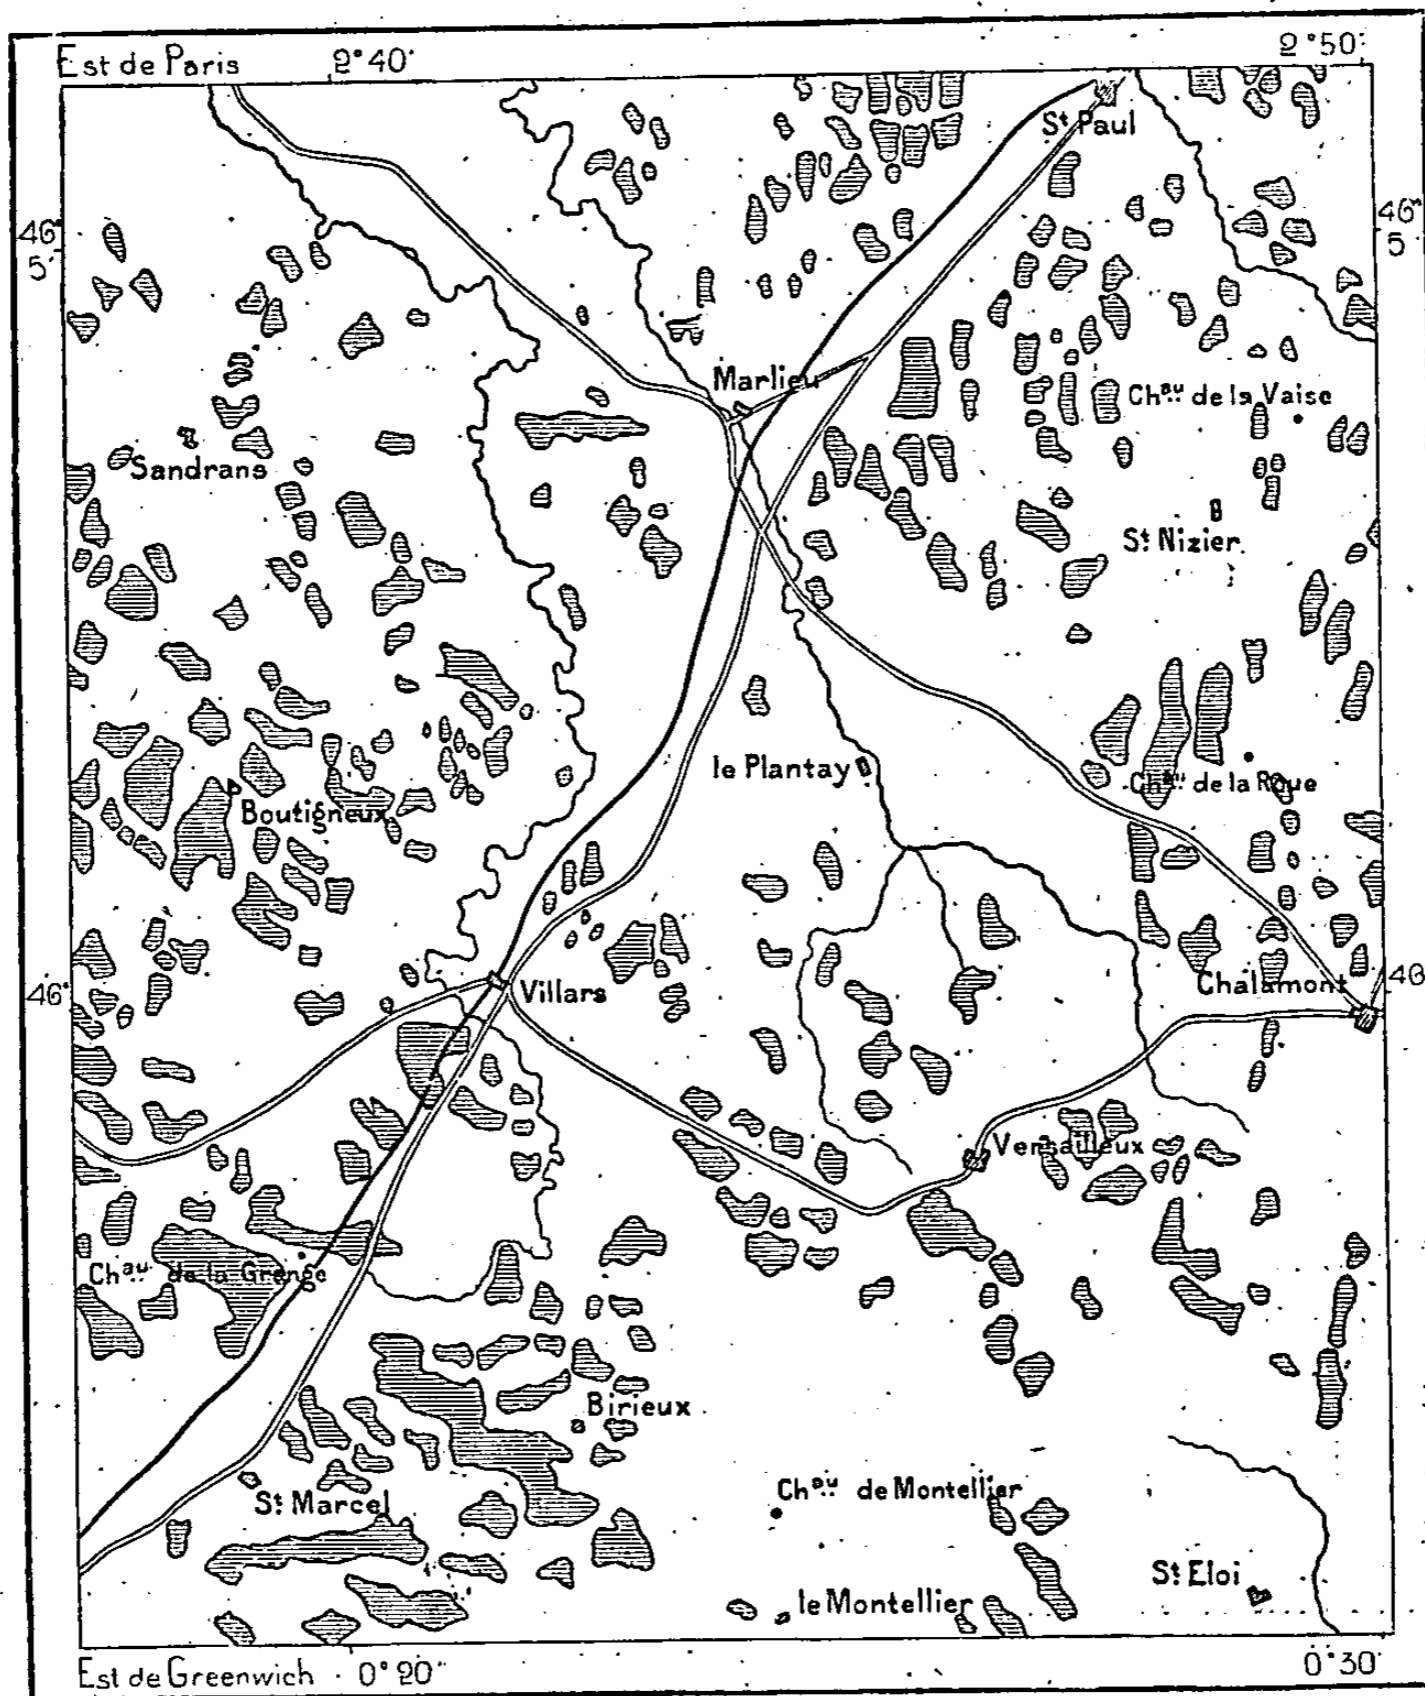 Est de Paris 2°40' 2°50'
St Paul
46° 5' 46° 5'
Marlieu
Chau de la Vaise
Sandrans
St Nizier
le Plantay
Chau de la Roue
Boutigneux
Chalamont
46° Villars 46
Versailleux
Chau de la Grange
Birieux
Chau de Montellier
St Marcel
St Eloi
le Montellier
Est de Greenwich 0°20' 0°30'